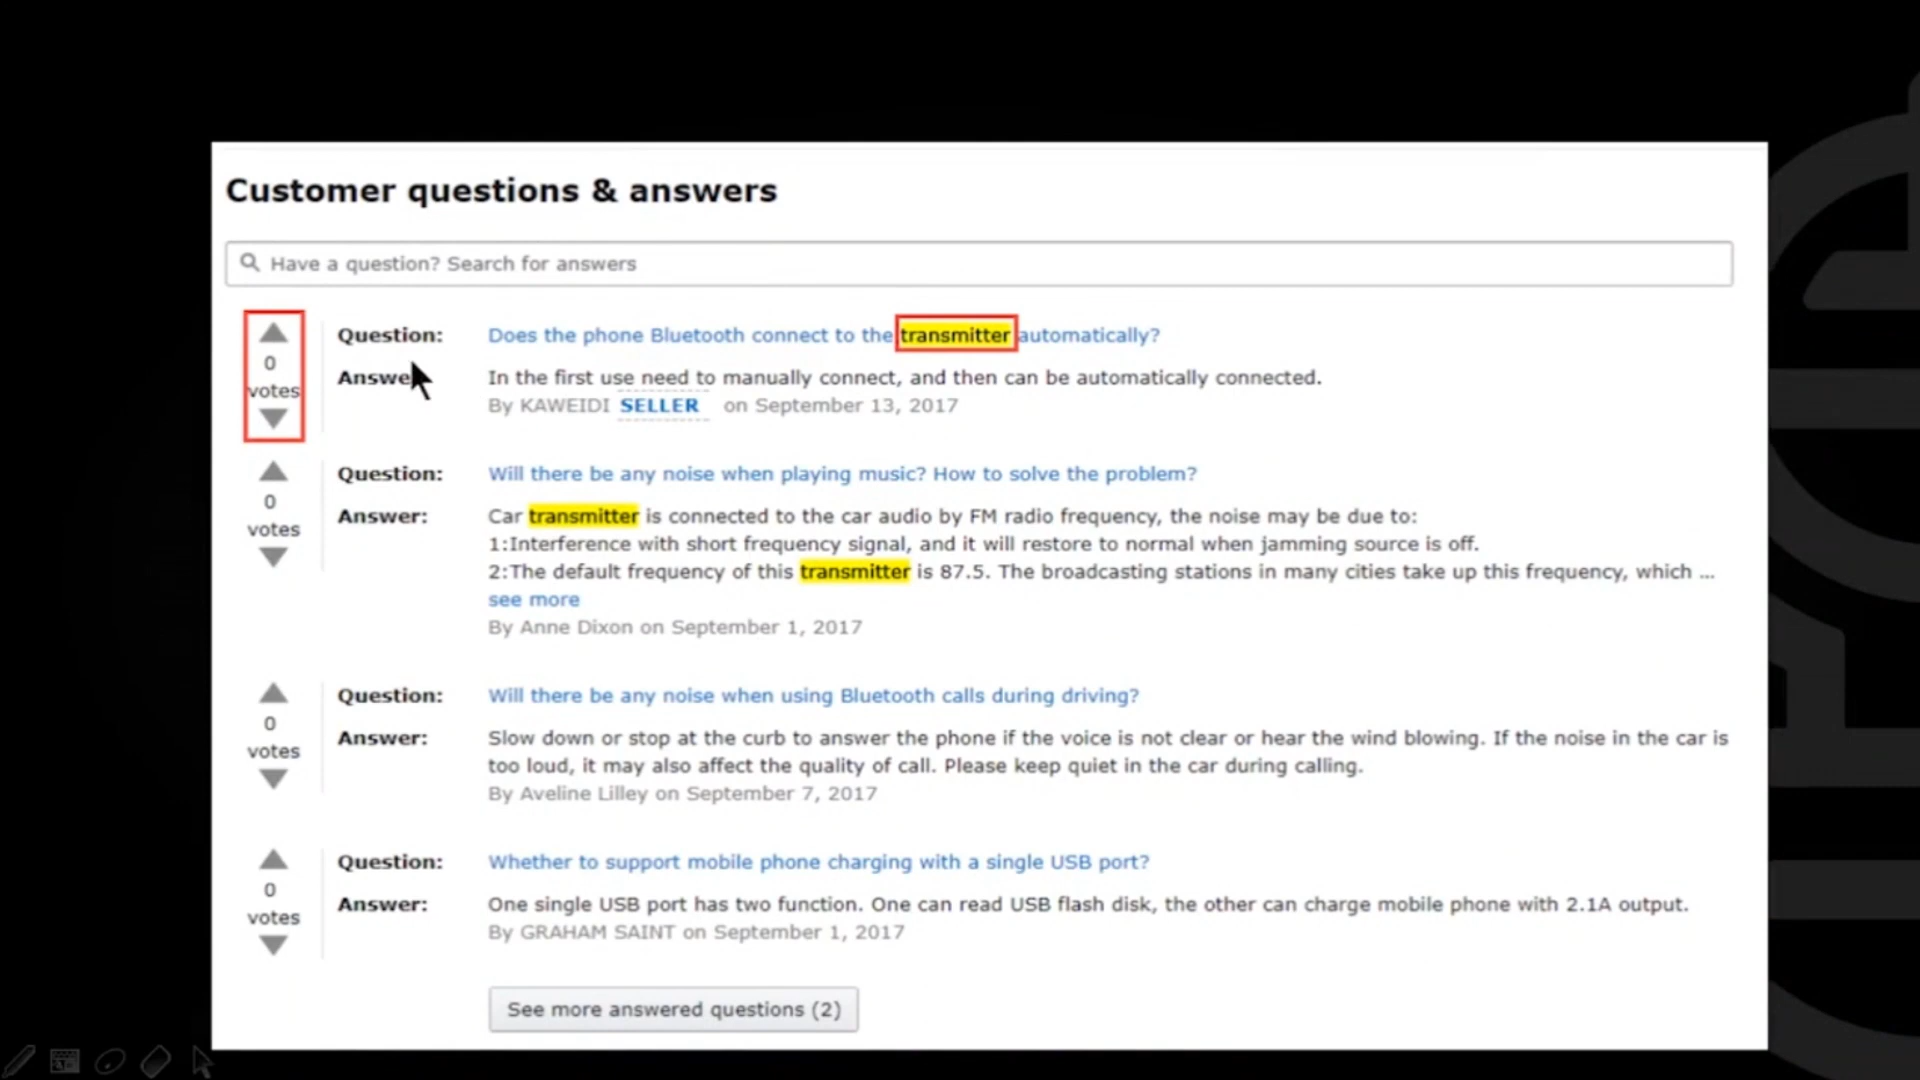 Customer questions & answers
Have a question? Search for answers
0
votes
Question: Does the phone Bluetooth connect to the transmitter automatically?
Answer: In the first use need to manually connect, and then can be automatically connected.
By KAWEIDI SELLER on September 13, 2017
0
votes
Question: Will there be any noise when playing music? How to solve the problem?
Answer: Car transmitter is connected to the car audio by FM radio frequency, the noise may be due to:
1:Interference with short frequency signal, and it will restore to normal when jamming source is off.
2:The default frequency of this transmitter is 87.5. The broadcasting stations in many cities take up this frequency, which ...
see more
By Anne Dixon on September 1, 2017
0
votes
Question: Will there be any noise when using Bluetooth calls during driving?
Answer: Slow down or stop at the curb to answer the phone if the voice is not clear or hear the wind blowing. If the noise in the car is
too loud, it may also affect the quality of call. Please keep quiet in the car during calling.
By Aveline Lilley on September 7, 2017
0
votes
Question: Whether to support mobile phone charging with a single USB port?
Answer: One single USB port has two function. One can read USB flash disk, the other can charge mobile phone with 2.1A output.
By GRAHAM SAINT on September 1, 2017
See more answered questions (2)